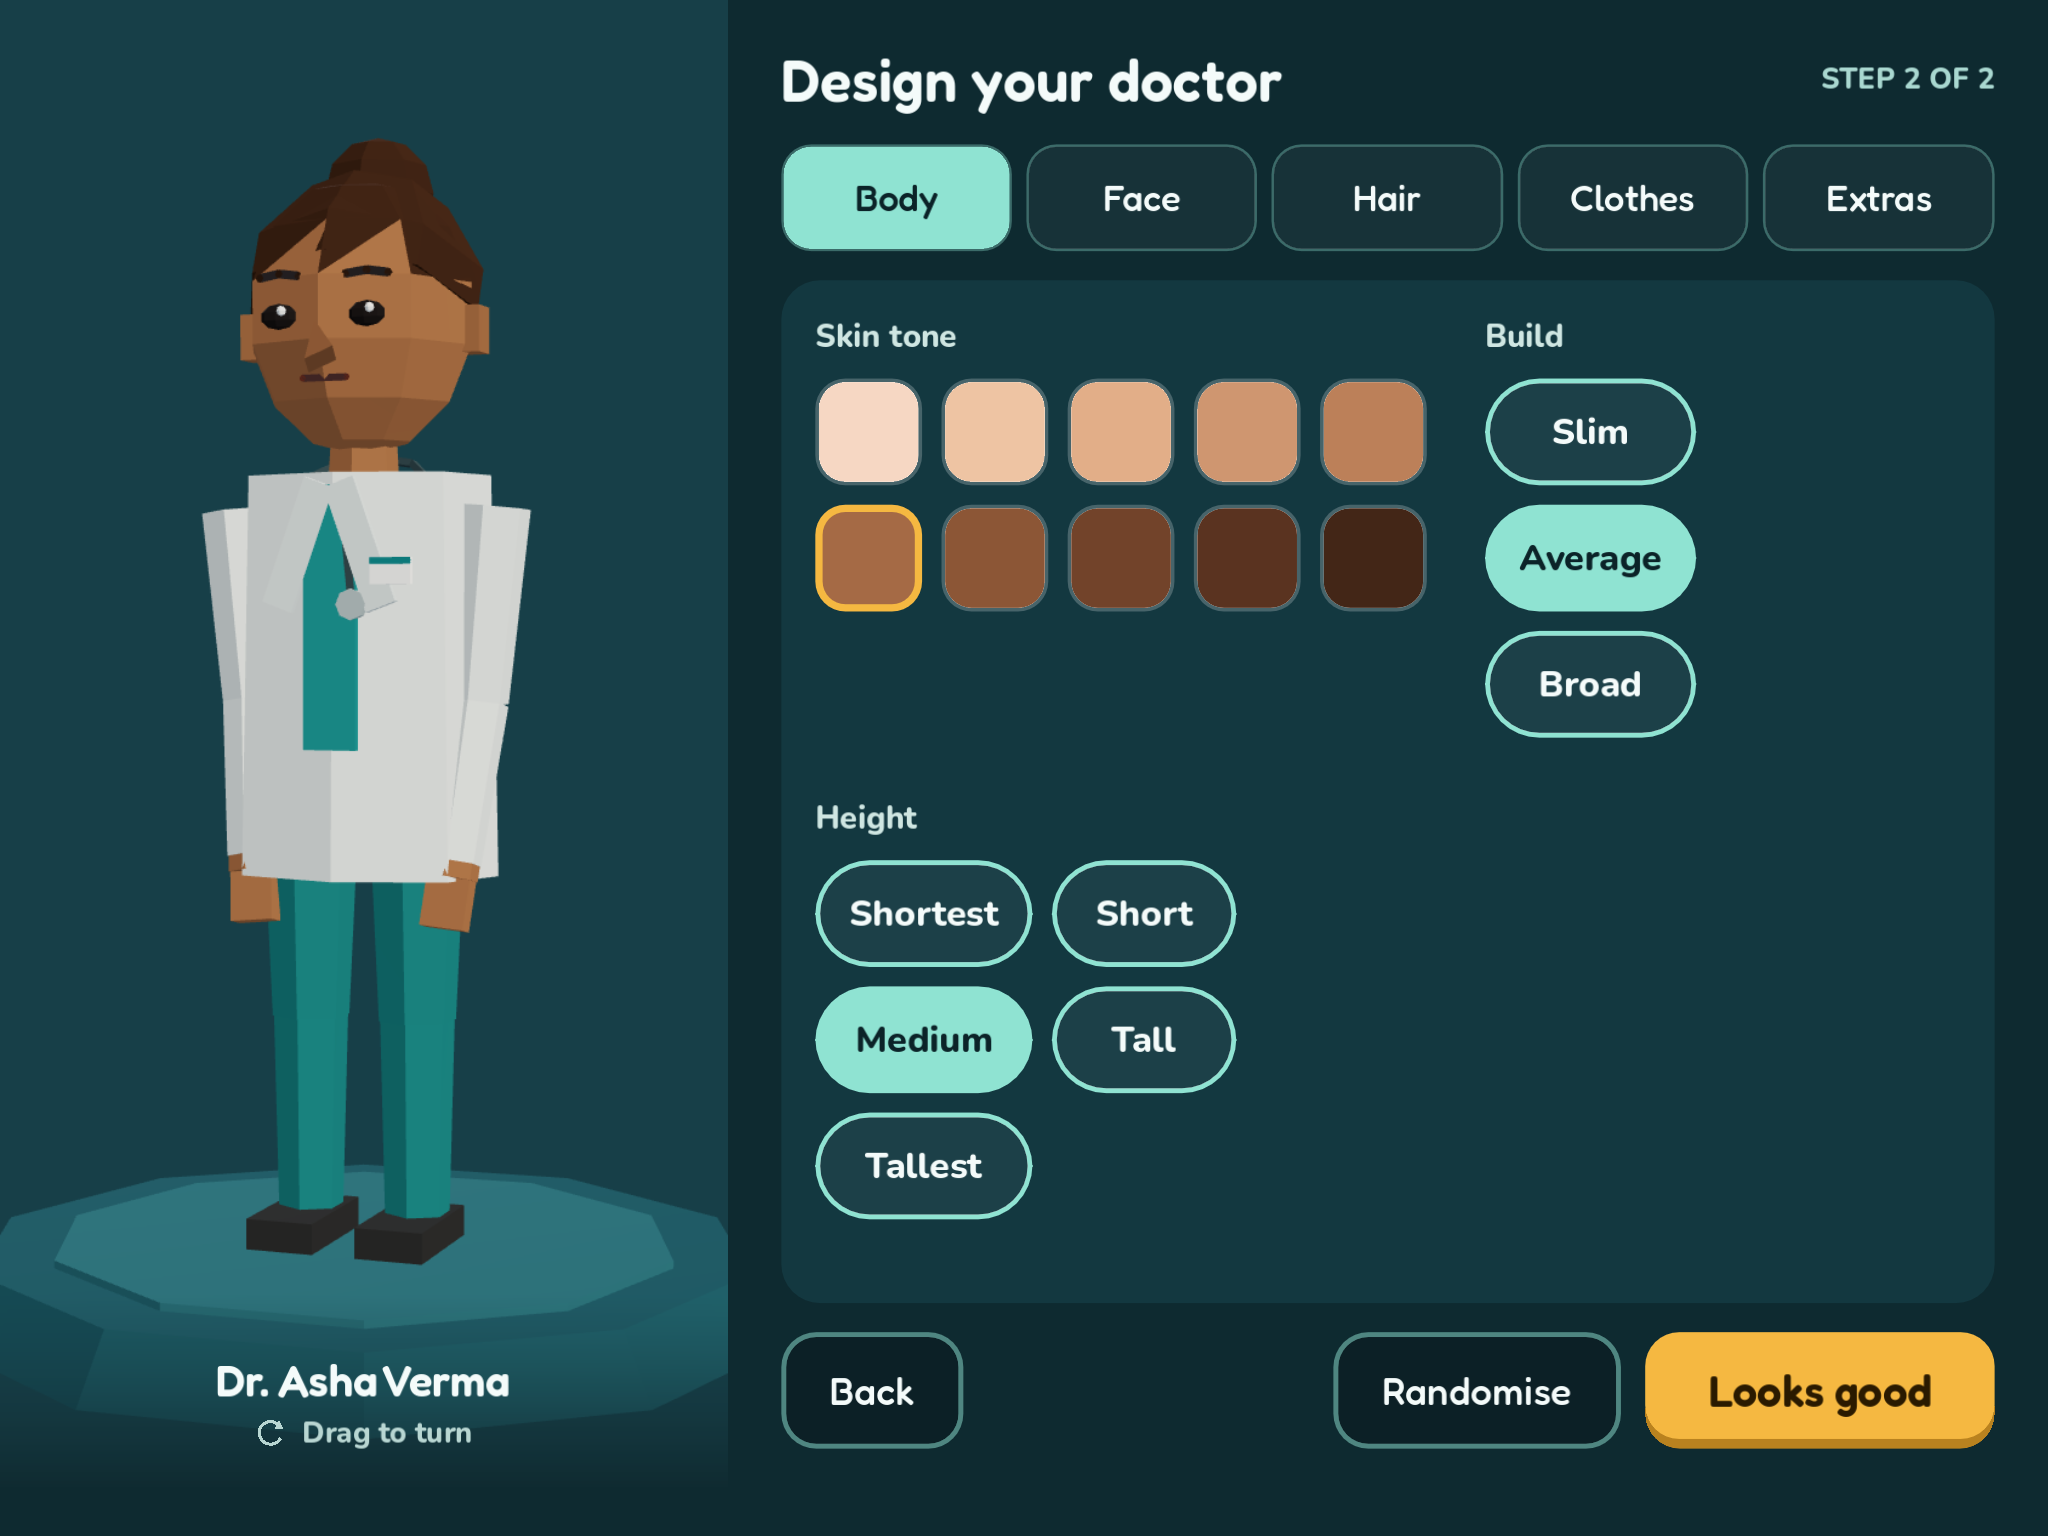 Design your doctor
STEP 2 OF 2
Body
Face
Hair
Clothes
Extras
Skin tone
Build
Slim
Average
Broad
Height
Shortest
Short
Medium
Tall
Tallest
Dr. Asha Verma
Drag to turn
Back
Randomise
Looks good